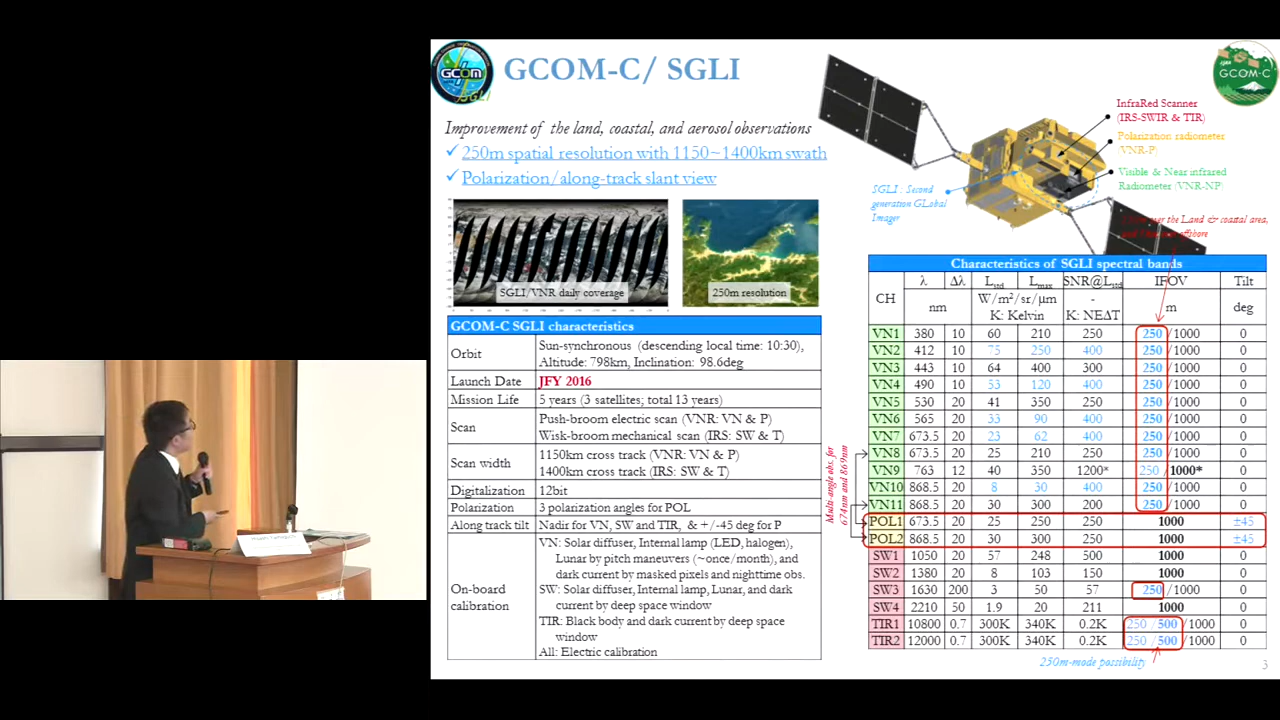 GCOM
SGLI
GCOM-C/ SGLI
GCOM-C
Improvement of the land, coastal, and aerosol observations
✓ 250m spatial resolution with 1150~1400km swath
✓ Polarization/along-track slant view
InfraRed Scanner
(IRS-SWIR & TIR)
Polarization radiometer
(VNR-P)
Visible & Near infrared
Radiometer (VNR-NP)
SGLI : Second
generation GLobal
Imager
the Land & coastal area,
offshore
SGLI/VNR daily coverage
250m resolution
GCOM-C SGLI characteristics
Orbit Sun-synchronous (descending local time: 10:30),
Altitude: 798km, Inclination: 98.6deg
Launch Date JFY 2016
Mission Life 5 years (3 satellites; total 13 years)
Scan Push-broom electric scan (VNR: VN & P)
Wisk-broom mechanical scan (IRS: SW & T)
Scan width 1150km cross track (VNR: VN & P)
1400km cross track (IRS: SW & T)
Digitalization 12bit
Polarization 3 polarization angles for POL
Along track tilt Nadir for VN, SW and TIR, & +/-45 deg for P
On-board calibration VN: Solar diffuser, Internal lamp (LED, halogen),
Lunar by pitch maneuvers (~once/month), and
dark current by masked pixels and nighttime obs.
SW: Solar diffuser, Internal lamp, Lunar, and dark
current by deep space window
TIR: Black body and dark current by deep space
window
All: Electric calibration
Characteristics of SGLI spectral bands
CH λ Δλ Lstd Lmax SNR@Lstd IFOV Tilt
nm W/m²/sr/μm - m deg
K: Kelvin K: NEΔT
VN1 380 10 60 210 250 250 /1000 0
VN2 412 10 75 250 400 250 /1000 0
VN3 443 10 64 400 300 250 /1000 0
VN4 490 10 53 120 400 250 /1000 0
VN5 530 20 41 350 250 250 /1000 0
VN6 565 20 33 90 400 250 /1000 0
VN7 673.5 20 23 62 400 250 /1000 0
VN8 673.5 20 25 210 250 250 /1000 0
VN9 763 12 40 350 1200* 250 /1000* 0
VN10 868.5 20 8 30 400 250 /1000 0
VN11 868.5 20 30 300 200 250 /1000 0
POL1 673.5 20 25 250 250 1000 ±45
POL2 868.5 20 30 300 250 1000 ±45
SW1 1050 20 57 248 500 1000 0
SW2 1380 20 8 103 150 1000 0
SW3 1630 200 3 50 57 250 /1000 0
SW4 2210 50 1.9 20 211 1000 0
TIR1 10800 0.7 300K 340K 0.2K 250 /500 /1000 0
TIR2 12000 0.7 300K 340K 0.2K 250 /500 /1000 0
Multi-angle obs. for
674nm and 869nm
250m-mode possibility
3